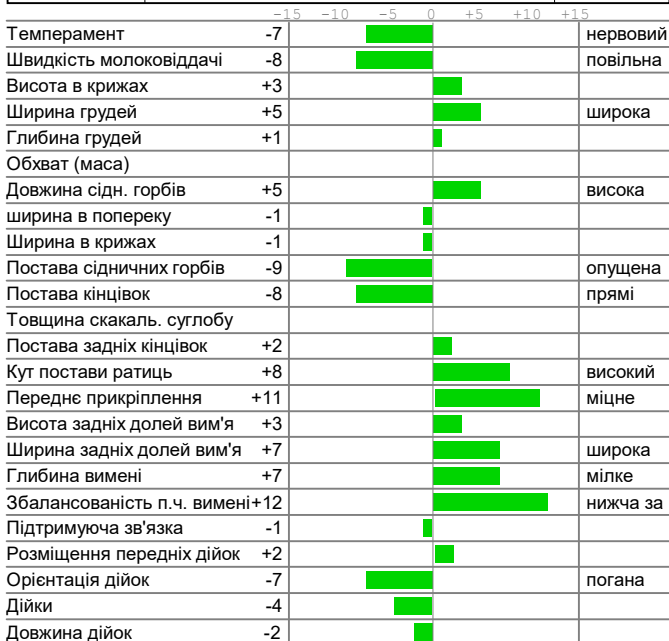 -15 -10 -5 0 +5 +10 +15
Темперамент -7 нервовий
Швидкість молоковіддачі -8 повільна
Висота в крижах +3
Ширина грудей +5 широка
Глибина грудей +1
Обхват (маса)
Довжина сідн. горбів +5 висока
ширина в попереку -1
Ширина в крижах -1
Постава сідничних горбів -9 опущена
Постава кінцівок -8 прямі
Товщина скакаль. суглобу
Постава задніх кінцівок +2
Кут постави ратиць +8 високий
Переднє прикріплення +11 міцне
Висота задніх долей вим'я +3
Ширина задніх долей вим'я +7 широка
Глибина вимені +7 мілке
Збалансованість п.ч. вимені+12 нижча за
Підтримуюча зв'язка -1
Розміщення передніх дійок +2
Орієнтація дійок -7 погана
Дійки -4
Довжина дійок -2